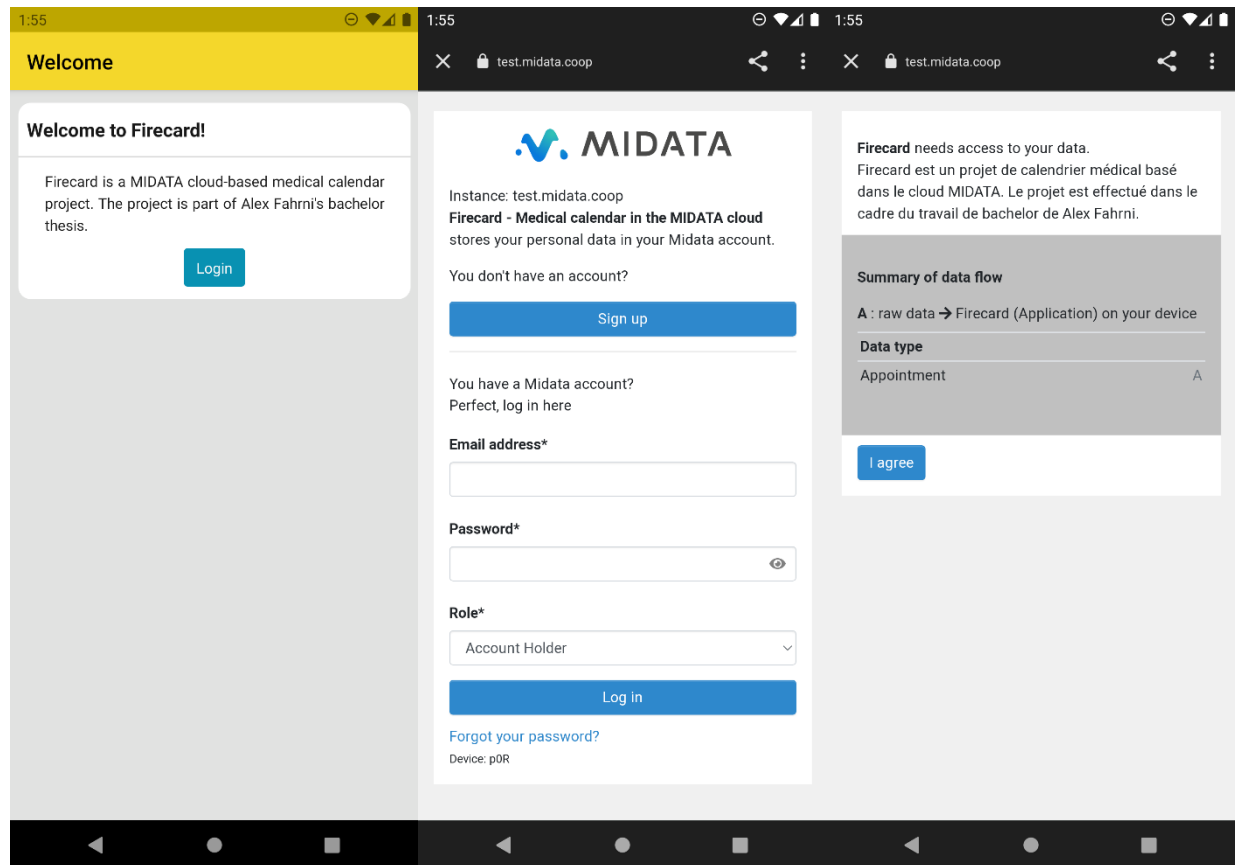 1:55
Welcome
Welcome to Firecard!
Firecard is a MIDATA cloud-based medical calendar
project. The project is part of Alex Fahrni's bachelor
thesis.
Login
1:55
test.midata.coop
MIDATA
Instance: test.midata.coop
Firecard - Medical calendar in the MIDATA cloud
stores your personal data in your Midata account.
You don't have an account?
Sign up
You have a Midata account?
Perfect, log in here
Email address*
Password*
Role*
Account Holder
Log in
Forgot your password?
Device: p0R
1:55
test.midata.coop
Firecard needs access to your data.
Firecard est un projet de calendrier médical basé
dans le cloud MIDATA. Le projet est effectué dans le
cadre du travail de bachelor de Alex Fahrni.
Summary of data flow
A : raw data → Firecard (Application) on your device
Data type
Appointment A
I agree